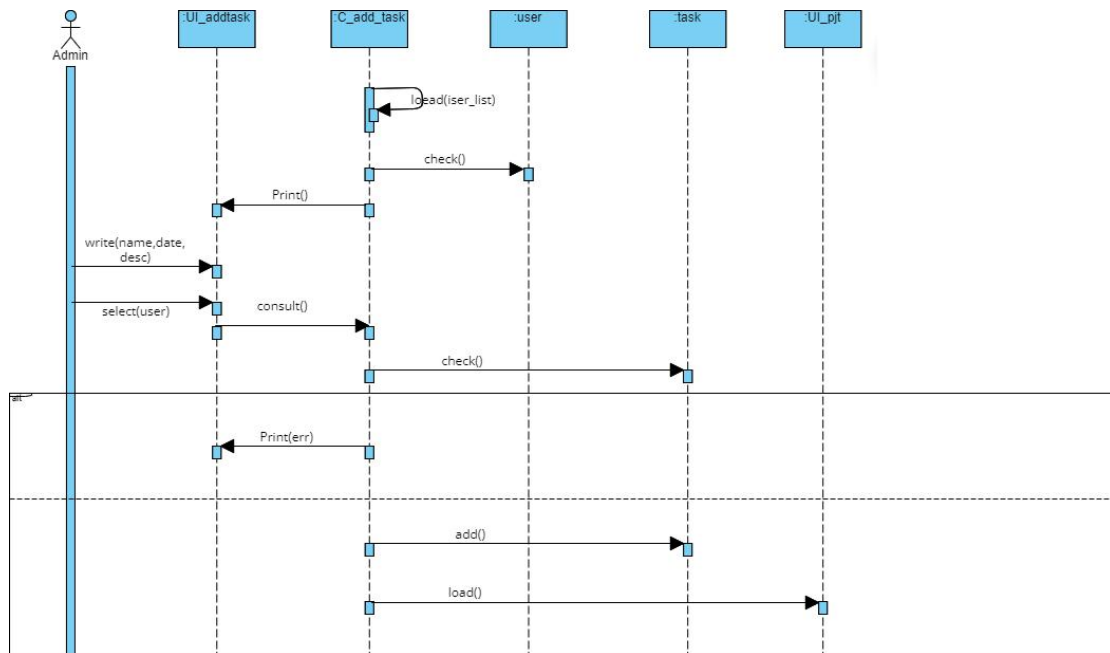 Admin
:UI_addtask
:C_add_task
:user
:task
:UI_pjt
loead(iser_list)
check()
Print()
write(name,date,
desc)
select(user)
consult()
check()
alt
Print(err)
add()
load()